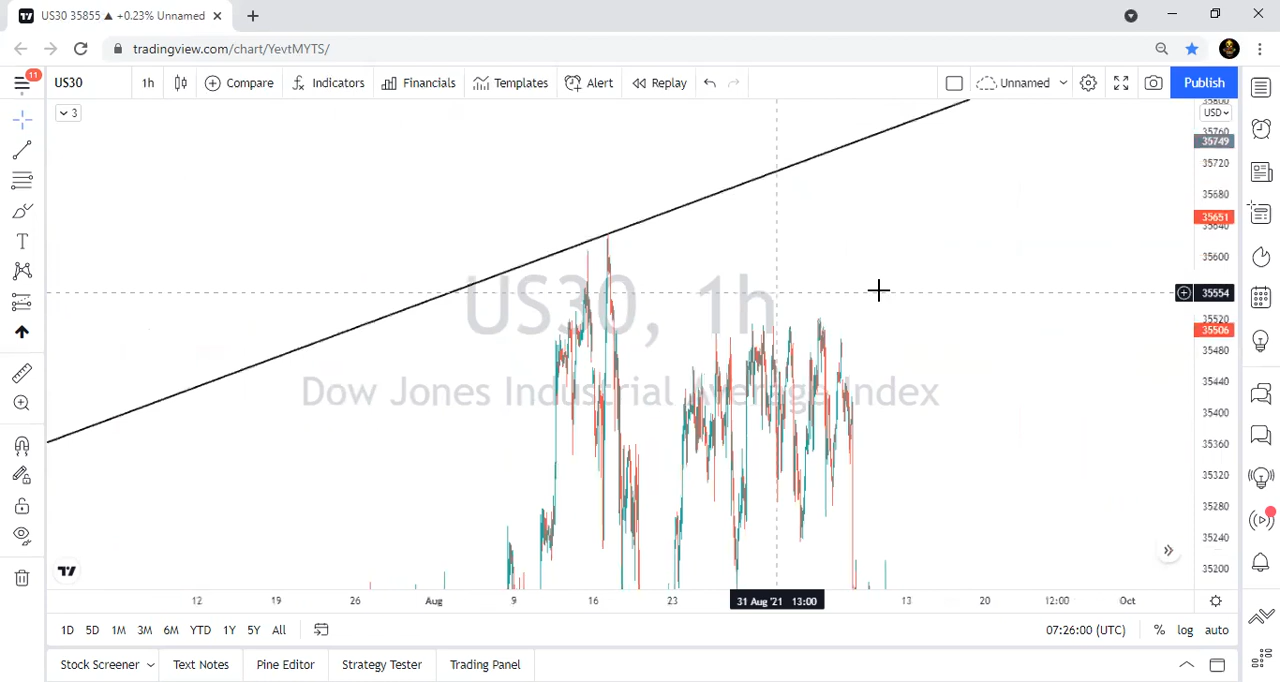 US30 35855 ▲ +0.23% Unnamed
tradingview.com/chart/YevtMYTS/
11
US30 1h Compare Indicators Financials Templates Alert Replay Unnamed Publish
3
USD
35800
35760
35749
35720
35680
35651
35640
35600
35554
35520
35506
35480
35440
35400
35360
35320
35280
35240
35200
US30, 1h
Dow Jones Industrial Average Index
12 19 26 Aug 9 16 23 31 Aug '21 13:00 13 20 12:00 Oct
1D 5D 1M 3M 6M YTD 1Y 5Y All 07:26:00 (UTC) % log auto
Stock Screener Text Notes Pine Editor Strategy Tester Trading Panel